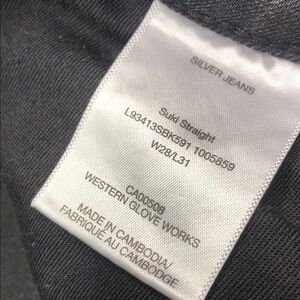 SILVER JEANS
Suki Straight
L93413SBK591 1005859
W28/L31
CA00508
WESTERN GLOVE WORKS
MADE IN CAMBODIA/
FABRIQUÉ AU CAMBODGE